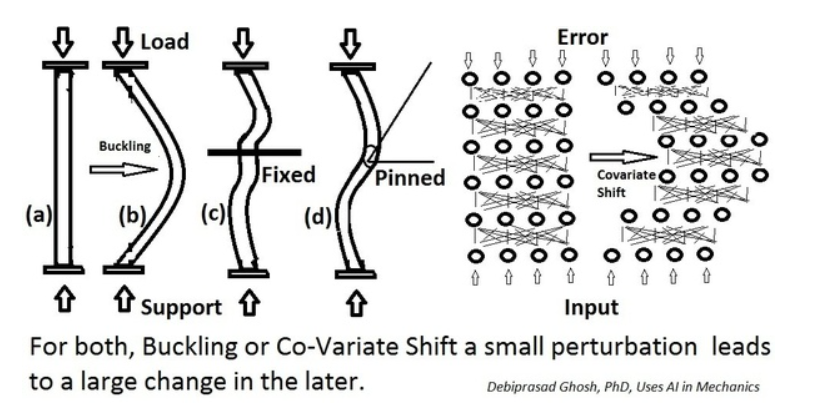 Error
Load
Buckling
Covariate
Shift
Fixed
Pinned
(a)
(b)
(c)
(d)
Support
Input
For both, Buckling or Co-Variate Shift a small perturbation leads
to a large change in the later.
Debiprasad Ghosh, PhD, Uses AI in Mechanics